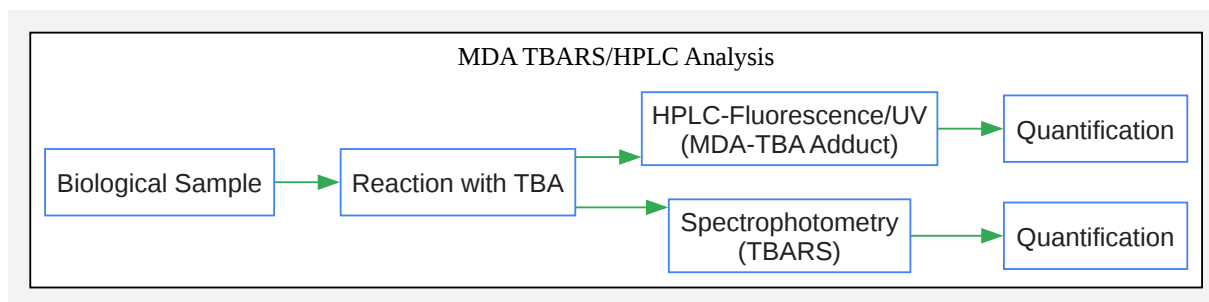 MDA TBARS/HPLC Analysis
Biological Sample
Reaction with TBA
HPLC-Fluorescence/UV
(MDA-TBA Adduct)
Quantification
Spectrophotometry
(TBARS)
Quantification